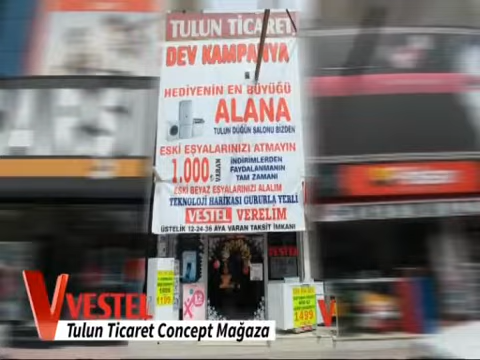 TULUN TİCARET
DEV KAMPANYA
HEDİYENİN EN BÜYÜĞÜ
ALANA
TULUN DÜĞÜN SALONU BİZDEN
ESKİ EŞYALARINIZI ATMAYIN
1.000 VARAN
İNDİRİMLERDEN
FAYDALANMANIN
TAM ZAMANI
ESKİ BEYAZ EŞYALARINIZI ALALIM
TEKNOLOJİ HARİKASI GURURLA YERLİ
VESTEL VERELİM
ÜSTELİK 12-24-36 AYA VARAN TAKSİT İMKANI
VESTEL
1199
1499
VESTEL
Tulun Ticaret Concept Mağaza